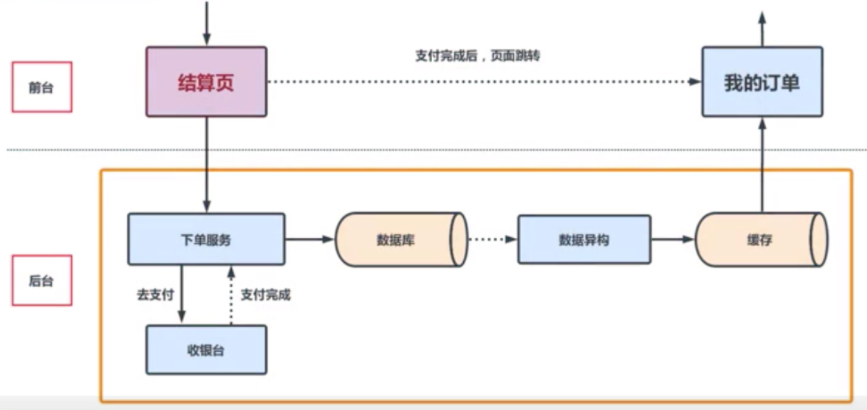 支付完成后，页面跳转
前台
结算页
我的订单
下单服务
数据库
数据异构
缓存
后台
去支付
支付完成
收银台